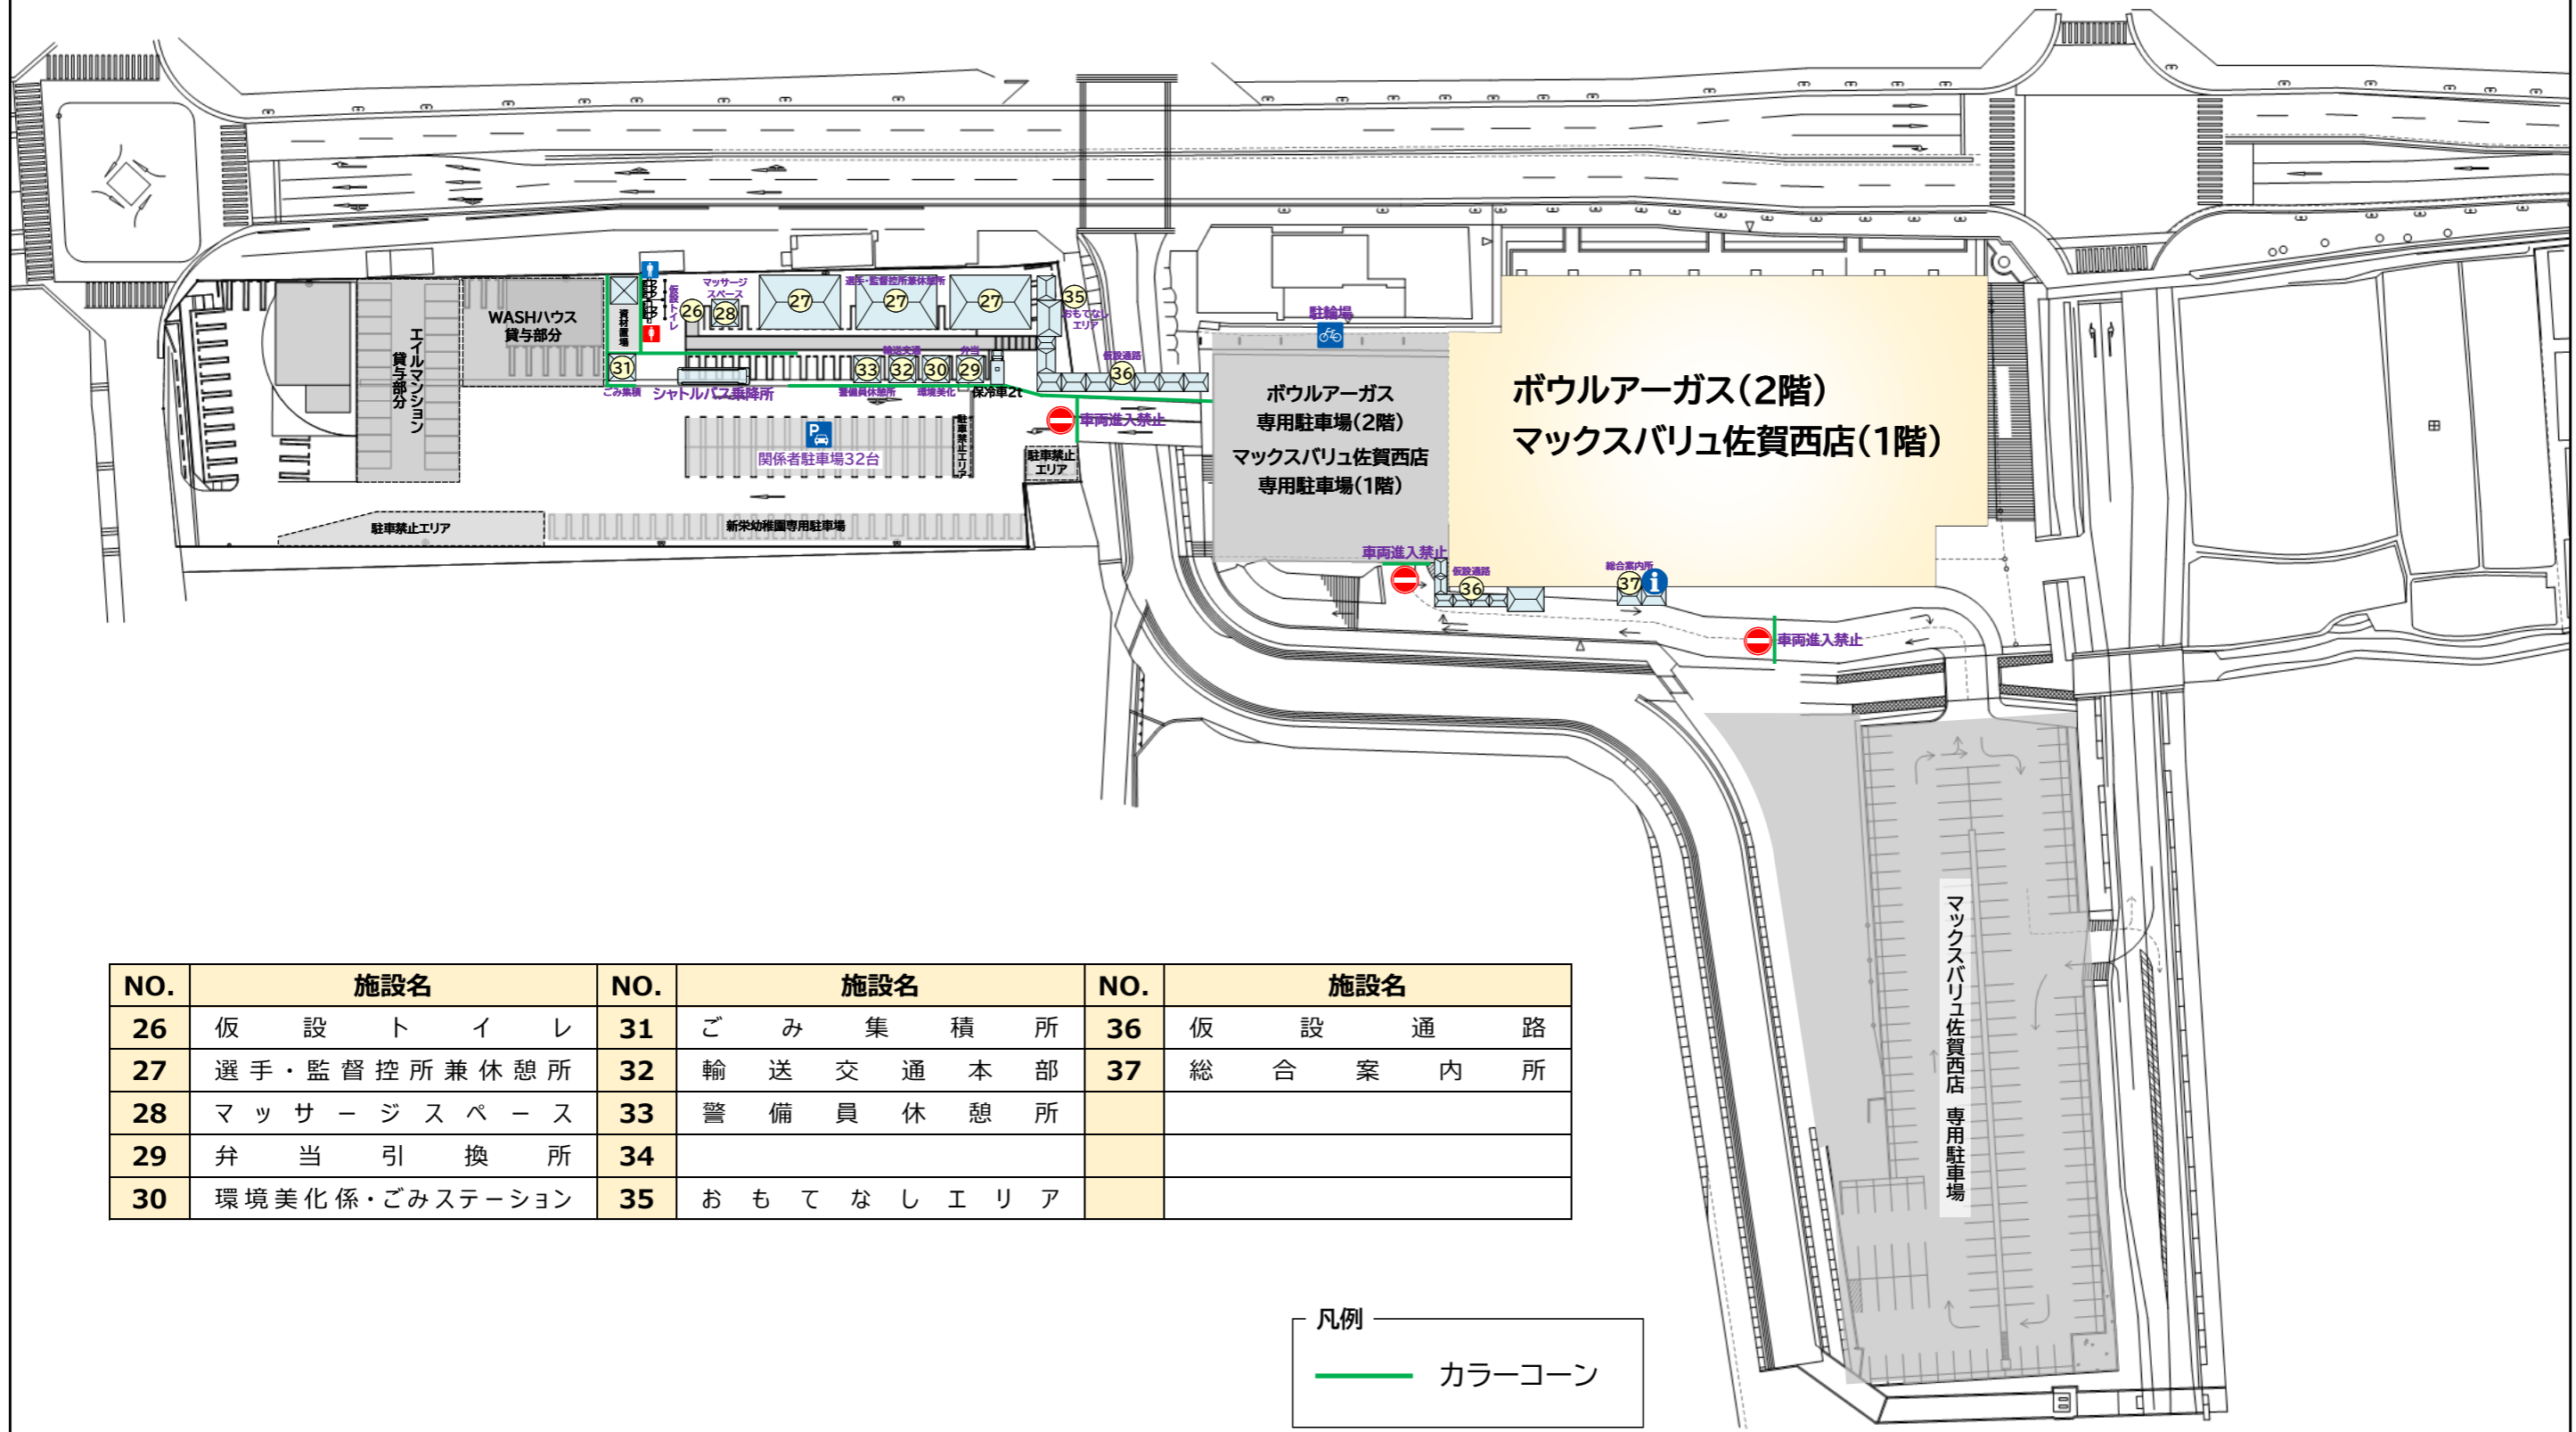 仮設トイレ
マッサージ
スペース
選手・監督控所兼休憩所
26
28
27
27
27
35
おもてなし
エリア
WASHハウス
貸与部分
エイルマンション
貸与部分
資材置場
駐輪場
31
ごみ集積
シャトルバス乗降所
輸送交通
弁当
33
32
30
29
警備員休憩所
環境美化
保冷車2t
仮設通路
36
車両進入禁止
P
関係者駐車場32台
駐車禁止エリア
駐車禁止
エリア
駐車禁止エリア
新栄幼稚園専用駐車場
ボウルアーガス
専用駐車場(2階)
マックスバリュ佐賀西店
専用駐車場(1階)
ボウルアーガス(2階)
マックスバリュ佐賀西店(1階)
車両進入禁止
仮設通路
36
総合案内所
37
i
車両進入禁止
マックスバリュ佐賀西店 専用駐車場
NO. 施設名 NO. 施設名 NO. 施設名
26 仮設トイレ 31 ごみ集積所 36 仮設通路
27 選手・監督控所兼休憩所 32 輸送交通本部 37 総合案内所
28 マッサージスペース 33 警備員休憩所
29 弁当引換所 34
30 環境美化係・ごみステーション 35 おもてなしエリア
凡例
カラーコーン